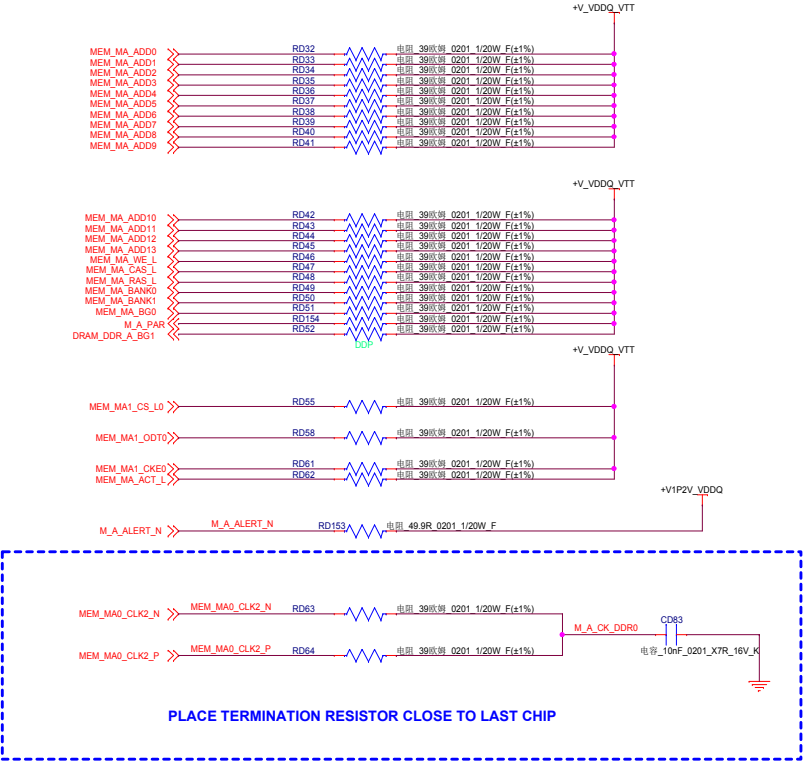 +V_VDDQ_VTT
MEM_MA_ADD0 RD32 电阻_39欧姆_0201_1/20W_F(±1%)
MEM_MA_ADD1 RD33 电阻_39欧姆_0201_1/20W_F(±1%)
MEM_MA_ADD2 RD34 电阻_39欧姆_0201_1/20W_F(±1%)
MEM_MA_ADD3 RD35 电阻_39欧姆_0201_1/20W_F(±1%)
MEM_MA_ADD4 RD36 电阻_39欧姆_0201_1/20W_F(±1%)
MEM_MA_ADD5 RD37 电阻_39欧姆_0201_1/20W_F(±1%)
MEM_MA_ADD6 RD38 电阻_39欧姆_0201_1/20W_F(±1%)
MEM_MA_ADD7 RD39 电阻_39欧姆_0201_1/20W_F(±1%)
MEM_MA_ADD8 RD40 电阻_39欧姆_0201_1/20W_F(±1%)
MEM_MA_ADD9 RD41 电阻_39欧姆_0201_1/20W_F(±1%)
+V_VDDQ_VTT
MEM_MA_ADD10 RD42 电阻_39欧姆_0201_1/20W_F(±1%)
MEM_MA_ADD11 RD43 电阻_39欧姆_0201_1/20W_F(±1%)
MEM_MA_ADD12 RD44 电阻_39欧姆_0201_1/20W_F(±1%)
MEM_MA_ADD13 RD45 电阻_39欧姆_0201_1/20W_F(±1%)
MEM_MA_WE_L RD46 电阻_39欧姆_0201_1/20W_F(±1%)
MEM_MA_CAS_L RD47 电阻_39欧姆_0201_1/20W_F(±1%)
MEM_MA_RAS_L RD48 电阻_39欧姆_0201_1/20W_F(±1%)
MEM_MA_BANK0 RD49 电阻_39欧姆_0201_1/20W_F(±1%)
MEM_MA_BANK1 RD50 电阻_39欧姆_0201_1/20W_F(±1%)
MEM_MA_BG0 RD51 电阻_39欧姆_0201_1/20W_F(±1%)
M_A_PAR RD154 电阻_39欧姆_0201_1/20W_F(±1%)
DRAM_DDR_A_BG1 RD52 电阻_39欧姆_0201_1/20W_F(±1%)
DDP
+V_VDDQ_VTT
MEM_MA1_CS_L0 RD55 电阻_39欧姆_0201_1/20W_F(±1%)
MEM_MA1_ODT0 RD58 电阻_39欧姆_0201_1/20W_F(±1%)
MEM_MA1_CKE0 RD61 电阻_39欧姆_0201_1/20W_F(±1%)
MEM_MA_ACT_L RD62 电阻_39欧姆_0201_1/20W_F(±1%)
+V1P2V_VDDQ
M_A_ALERT_N M_A_ALERT_N RD153 电阻_49.9R_0201_1/20W_F
MEM_MA0_CLK2_N MEM_MA0_CLK2_N RD63 电阻_39欧姆_0201_1/20W_F(±1%)
M_A_CK_DDR0 CD83
电容_10nF_0201_X7R_16V_K
MEM_MA0_CLK2_P MEM_MA0_CLK2_P RD64 电阻_39欧姆_0201_1/20W_F(±1%)
PLACE TERMINATION RESISTOR CLOSE TO LAST CHIP